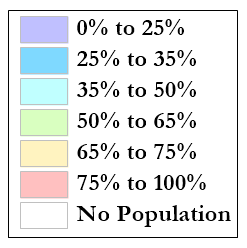 0% to 25%
25% to 35%
35% to 50%
50% to 65%
65% to 75%
75% to 100%
No Population